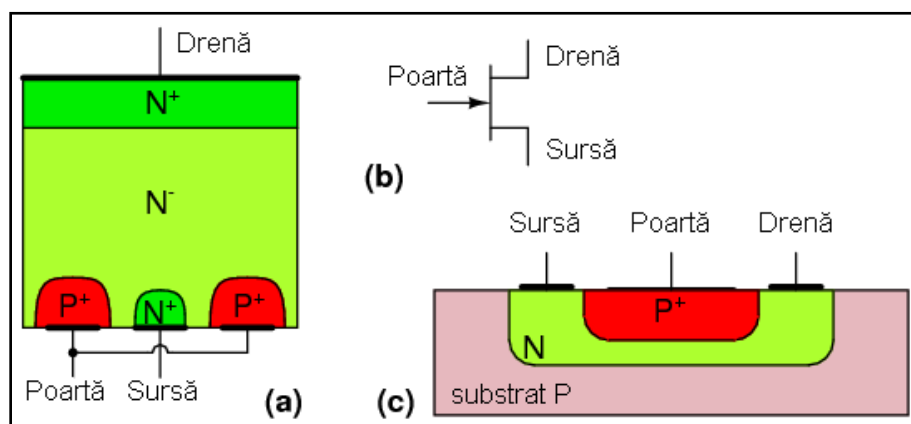 Drenă
N⁺
N⁻
P⁺ N⁺ P⁺
Poartă Sursă
(a)
Drenă
Poartă
Sursă
(b)
Sursă Poartă Drenă
P⁺
N
substrat P
(c)